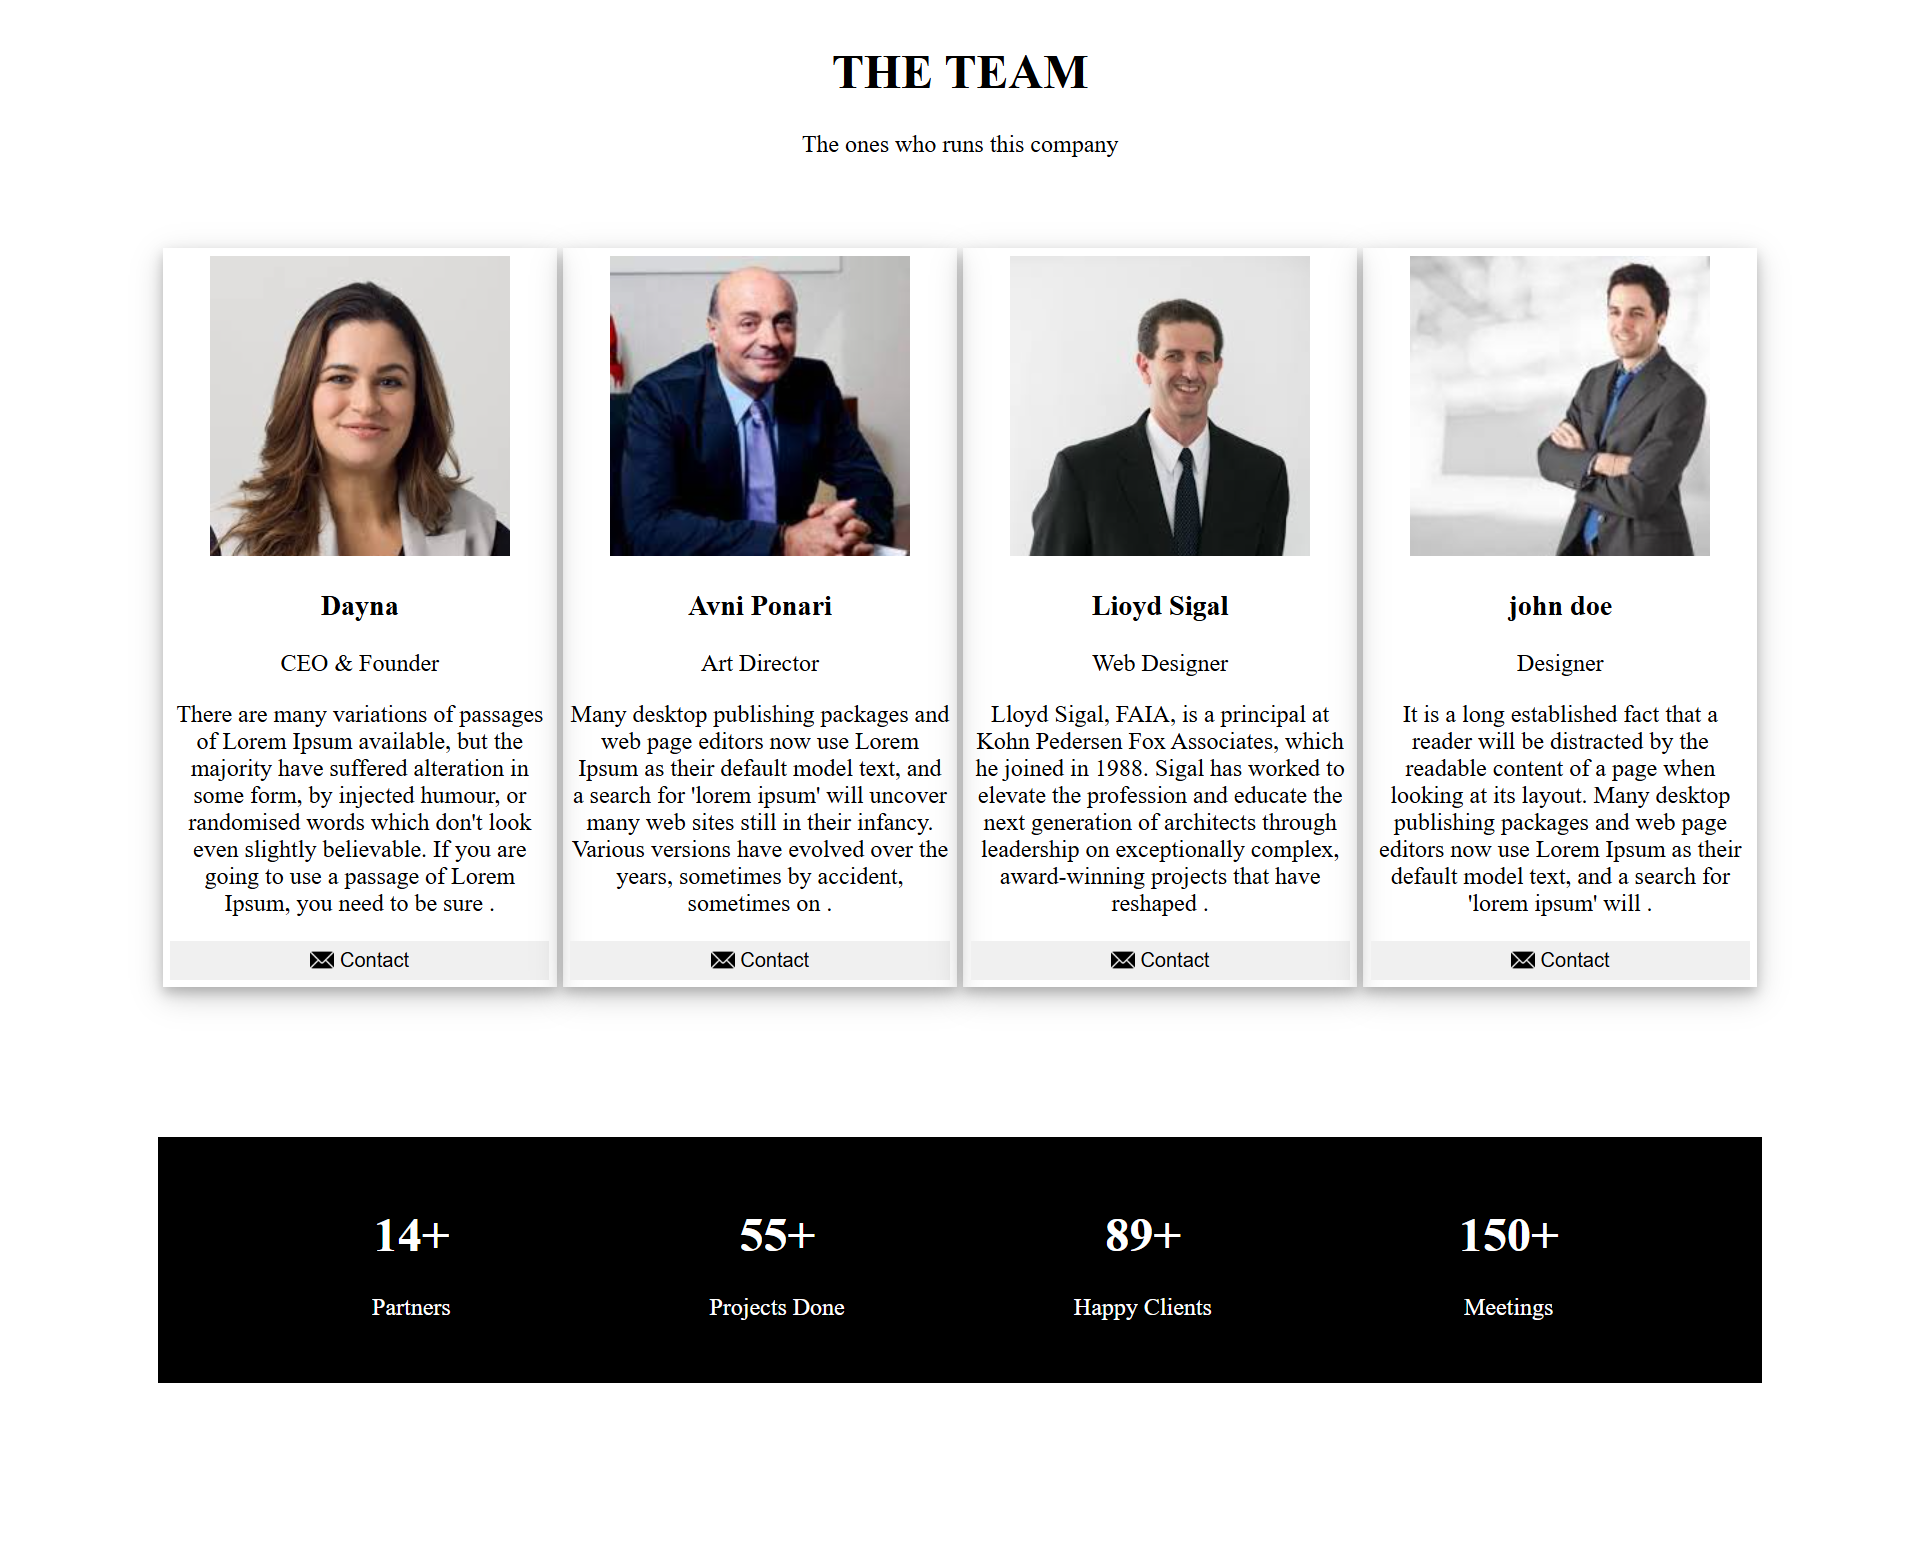 THE TEAM
The ones who runs this company
Dayna
CEO & Founder
There are many variations of passages
of Lorem Ipsum available, but the
majority have suffered alteration in
some form, by injected humour, or
randomised words which don't look
even slightly believable. If you are
going to use a passage of Lorem
Ipsum, you need to be sure .
Contact
Avni Ponari
Art Director
Many desktop publishing packages and
web page editors now use Lorem
Ipsum as their default model text, and
a search for 'lorem ipsum' will uncover
many web sites still in their infancy.
Various versions have evolved over the
years, sometimes by accident,
sometimes on .
Contact
Lioyd Sigal
Web Designer
Lloyd Sigal, FAIA, is a principal at
Kohn Pedersen Fox Associates, which
he joined in 1988. Sigal has worked to
elevate the profession and educate the
next generation of architects through
leadership on exceptionally complex,
award-winning projects that have
reshaped .
Contact
john doe
Designer
It is a long established fact that a
reader will be distracted by the
readable content of a page when
looking at its layout. Many desktop
publishing packages and web page
editors now use Lorem Ipsum as their
default model text, and a search for
'lorem ipsum' will .
Contact
14+
Partners
55+
Projects Done
89+
Happy Clients
150+
Meetings